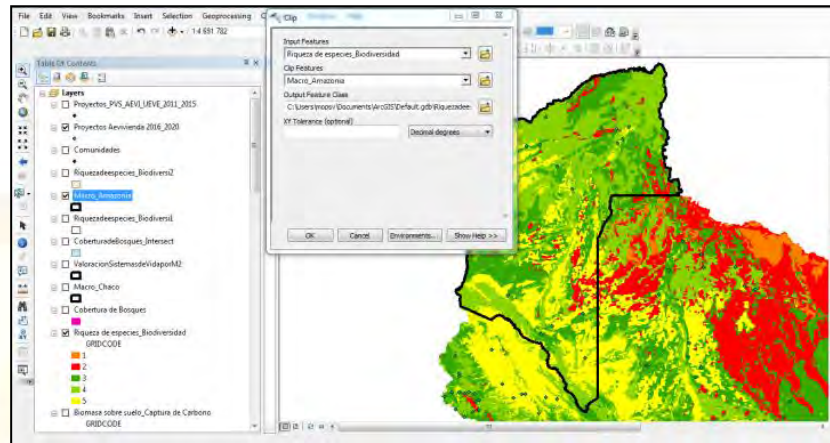 File Edit View Bookmarks Insert Selection Geoprocessing
1:4 691 782
Table Of Contents
Layers
Proyectos_PVS_AEVI_UEVE_2011_2015
Proyectos Aevivienda 2016_2020
Comunidades
Riquezadeespecies_Biodiversi2
Macro_Amazonia
Riquezadeespecies_Biodiversi1
CoberturadeBosques_Intersect
ValoracionSistemasdeVidaporM2
Macro_Chaco
Cobertura de Bosques
Riqueza de especies_Biodiversidad
GRIDCODE
1
2
3
4
5
Biomasa sobre suelo_Captura de Carbono
GRIDCODE
Clip
Input Features
Riqueza de especies_Biodiversidad
Clip Features
Macro_Amazonia
Output Feature Class
C:\Users\nopsv\Documents\ArcGIS\Default.gdb\Riquezadee
XY Tolerance (optional)
Decimal degrees
OK Cancel Environments... Show Help >>